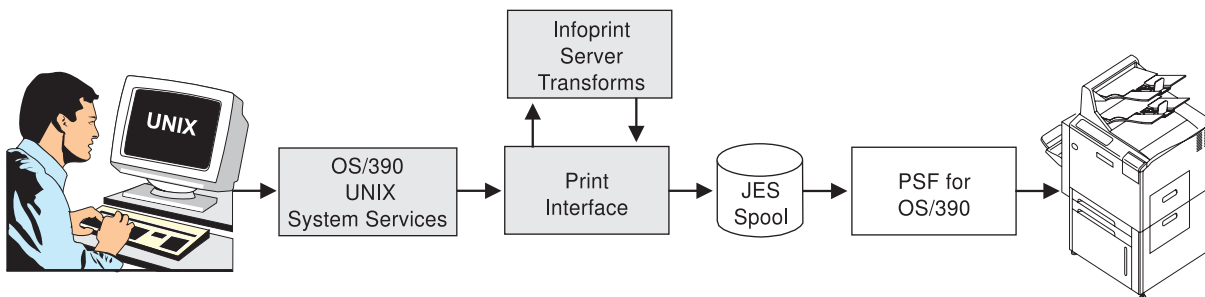 UNIX
OS/390
UNIX
System Services
Infoprint
Server
Transforms
Print
Interface
JES
Spool
PSF for
OS/390